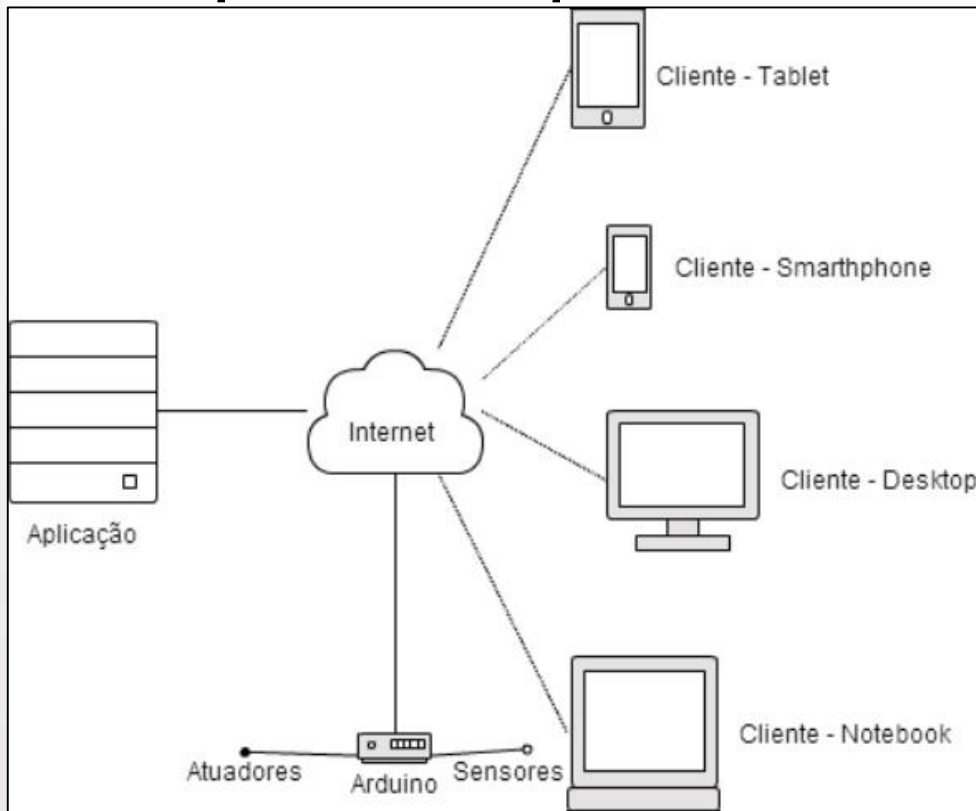 Cliente - Tablet
Cliente - Smarthphone
Internet
Cliente - Desktop
Aplicação
Cliente - Notebook
Atuadores
Arduino
Sensores